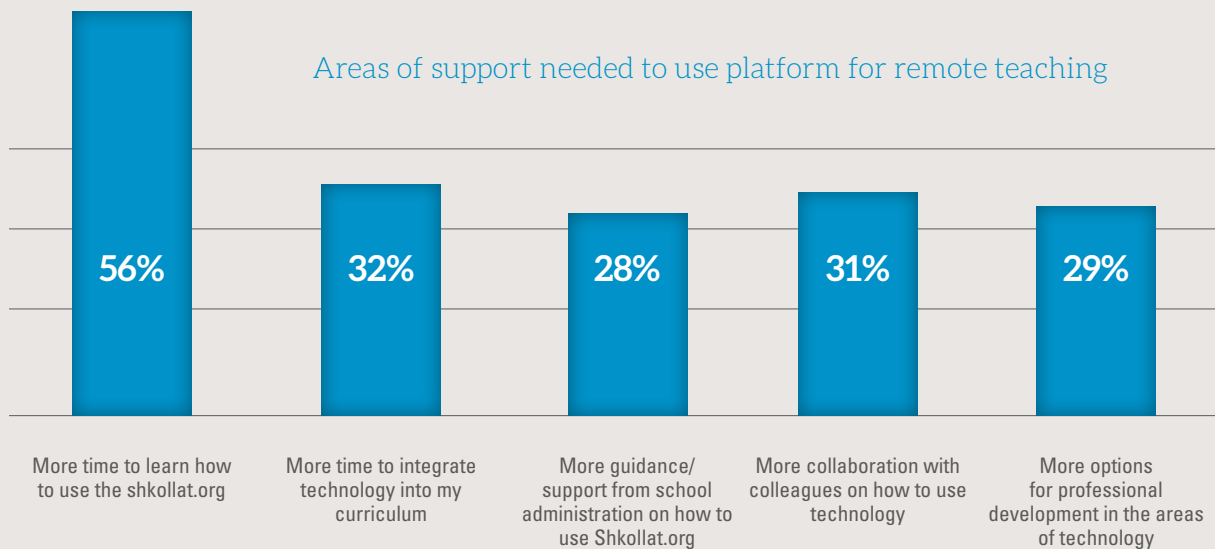 Areas of support needed to use platform for remote teaching
56%
32%
28%
31%
29%
More time to learn how
to use the shkollat.org
More time to integrate
technology into my
curriculum
More guidance/
support from school
administration on how to
use Shkollat.org
More collaboration with
colleagues on how to use
technology
More options
for professional
development in the areas
of technology